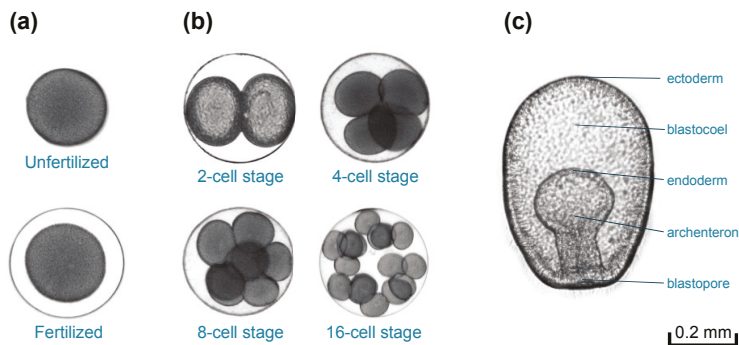 (a)
Unfertilized
Fertilized
(b)
2-cell stage
4-cell stage
8-cell stage
16-cell stage
(c)
ectoderm
blastocoel
endoderm
archenteron
blastopore
0.2 mm